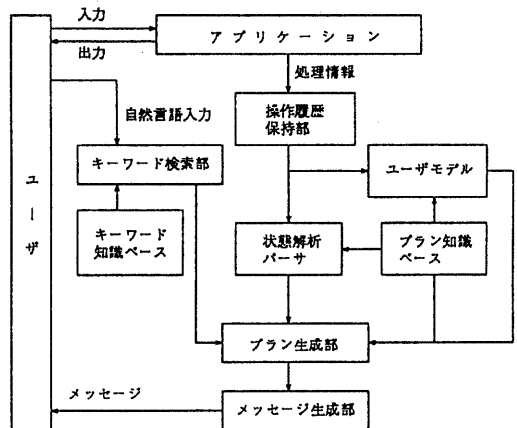 入力
アプリケーション
出力
処理情報
操作履歴
保持部
自然言語入力
キーワード検索部
ユーザモデル
ユーザ
キーワード
知識ベース
状態解析
パーサ
プラン知識
ベース
プラン生成部
メッセージ
メッセージ生成部